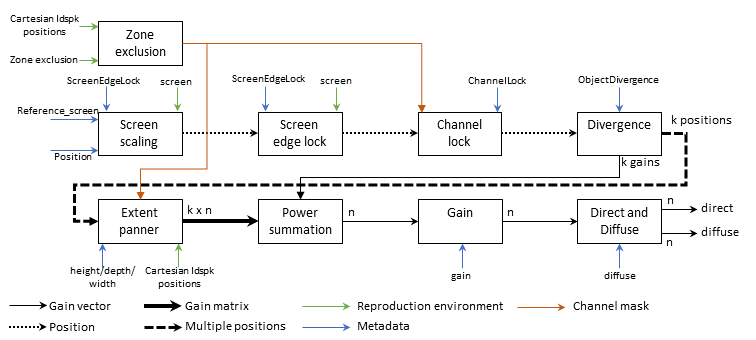 Cartesian ldspk
positions
Zone exclusion
Zone
exclusion
ScreenEdgeLock
screen
ScreenEdgeLock
screen
ChannelLock
ObjectDivergence
Reference_screen
Position
Screen
scaling
Screen
edge lock
Channel
lock
Divergence
k positions
k gains
Extent
panner
k x n
Power
summation
n
Gain
n
Direct and
Diffuse
n
direct
n
diffuse
height/depth/
width
Cartesian ldspk
positions
gain
diffuse
Gain vector
Gain matrix
Reproduction environment
Channel mask
Position
Multiple positions
Metadata